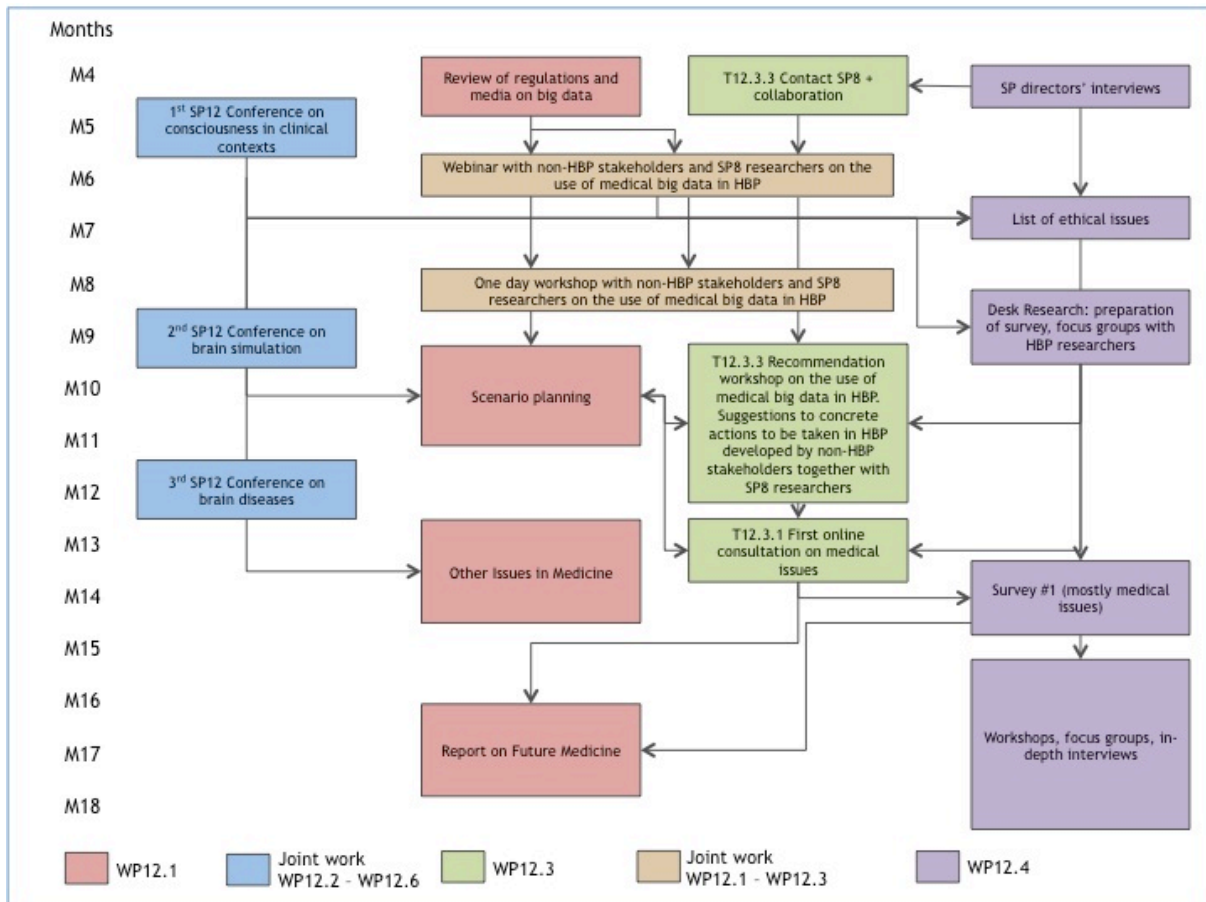 Months
M4
M5
M6
M7
M8
M9
M10
M11
M12
M13
M14
M15
M16
M17
M18
1st SP12 Conference on
consciousness in clinical
contexts
2nd SP12 Conference on
brain simulation
3rd SP12 Conference on
brain diseases
Review of regulations and
media on big data
T12.3.3 Contact SP8 +
collaboration
SP directors' interviews
Webinar with non-HBP stakeholders and SP8 researchers on the
use of medical big data in HBP
List of ethical issues
One day workshop with non-HBP stakeholders and SP8
researchers on the use of medical big data in HBP
Desk Research: preparation
of survey, focus groups with
HBP researchers
Scenario planning
T12.3.3 Recommendation
workshop on the use of
medical big data in HBP.
Suggestions to concrete
actions to be taken in HBP
developed by non-HBP
stakeholders together with
SP8 researchers
Other Issues in Medicine
T12.3.1 First online
consultation on medical
issues
Survey #1 (mostly medical
issues)
Report on Future Medicine
Workshops, focus groups, in-
depth interviews
WP12.1
Joint work
WP12.2 – WP12.6
WP12.3
Joint work
WP12.1 – WP12.3
WP12.4